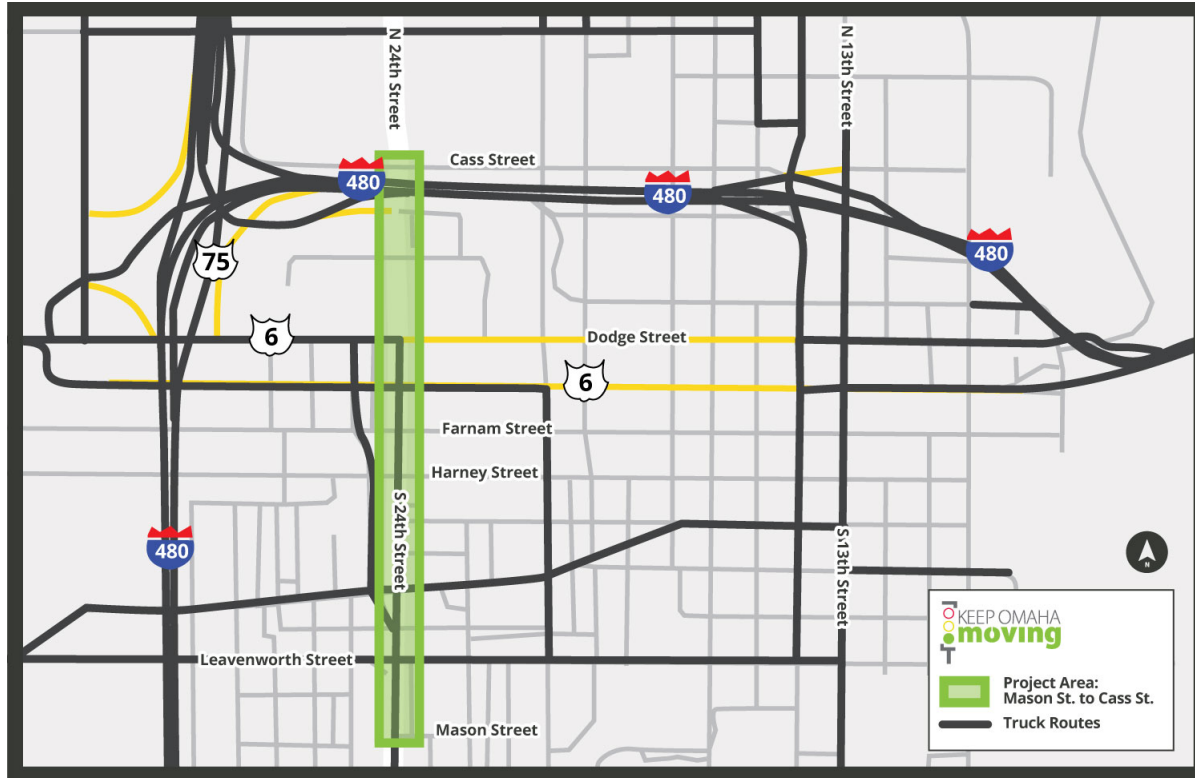 N 24th Street
N 13th Street
Cass Street
480
480
480
75
6
Dodge Street
6
Farnam Street
Harney Street
S 24th Street
480
S 13th Street
N
Leavenworth Street
Mason Street
KEEP OMAHA
moving
Project Area:
Mason St. to Cass St.
Truck Routes